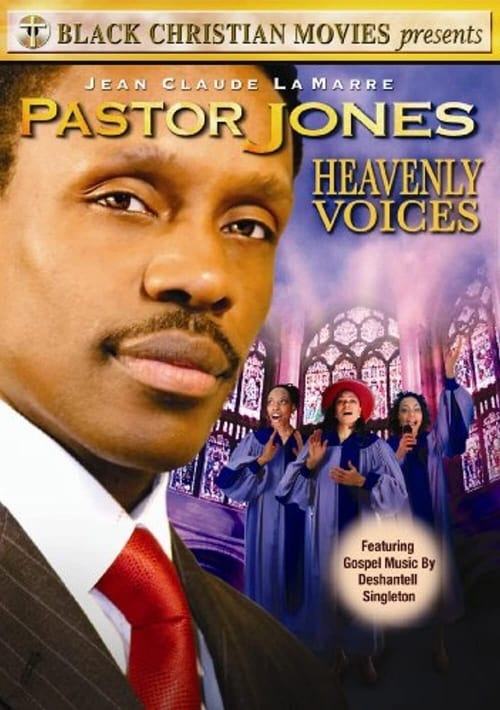 BLACK CHRISTIAN MOVIES presents
JEAN CLAUDE LAMARRE
PASTOR JONES
HEAVENLY
VOICES
Featuring
Gospel Music By
Deshantell
Singleton